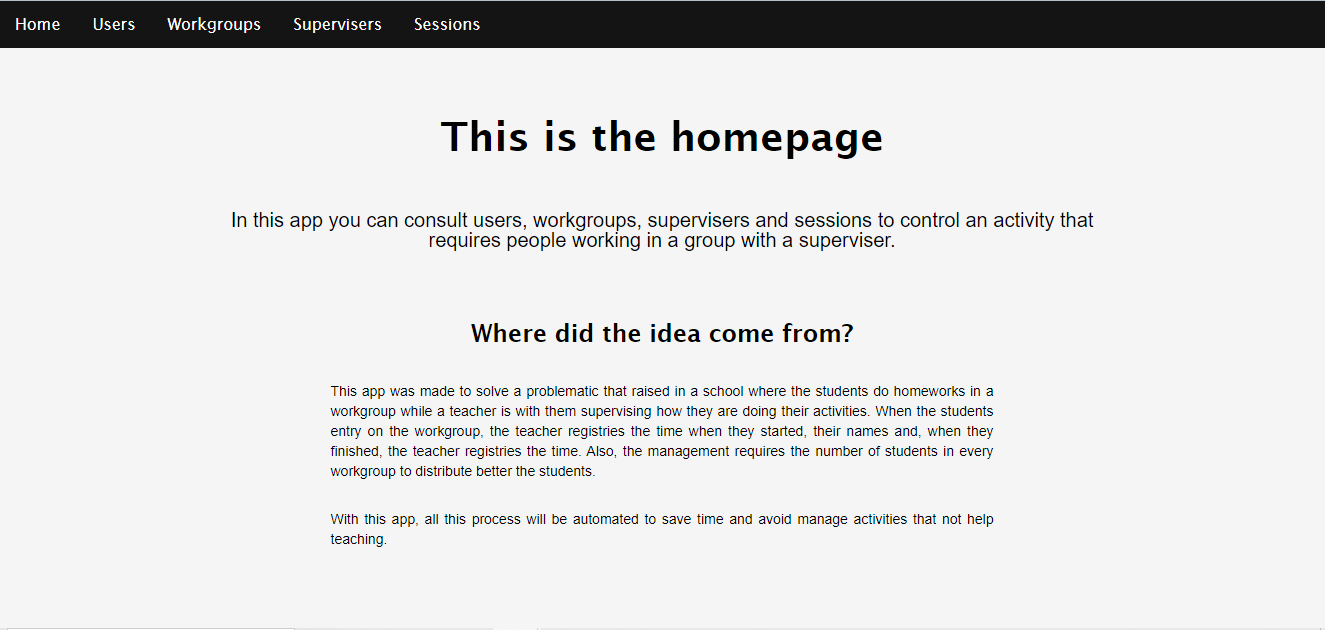 Home Users Workgroups Supervisers Sessions
This is the homepage
In this app you can consult users, workgroups, supervisers and sessions to control an activity that
requires people working in a group with a superviser.
Where did the idea come from?
This app was made to solve a problematic that raised in a school where the students do homeworks in a
workgroup while a teacher is with them supervising how they are doing their activities. When the students
entry on the workgroup, the teacher registries the time when they started, their names and, when they
finished, the teacher registries the time. Also, the management requires the number of students in every
workgroup to distribute better the students.
With this app, all this process will be automated to save time and avoid manage activities that not help
teaching.